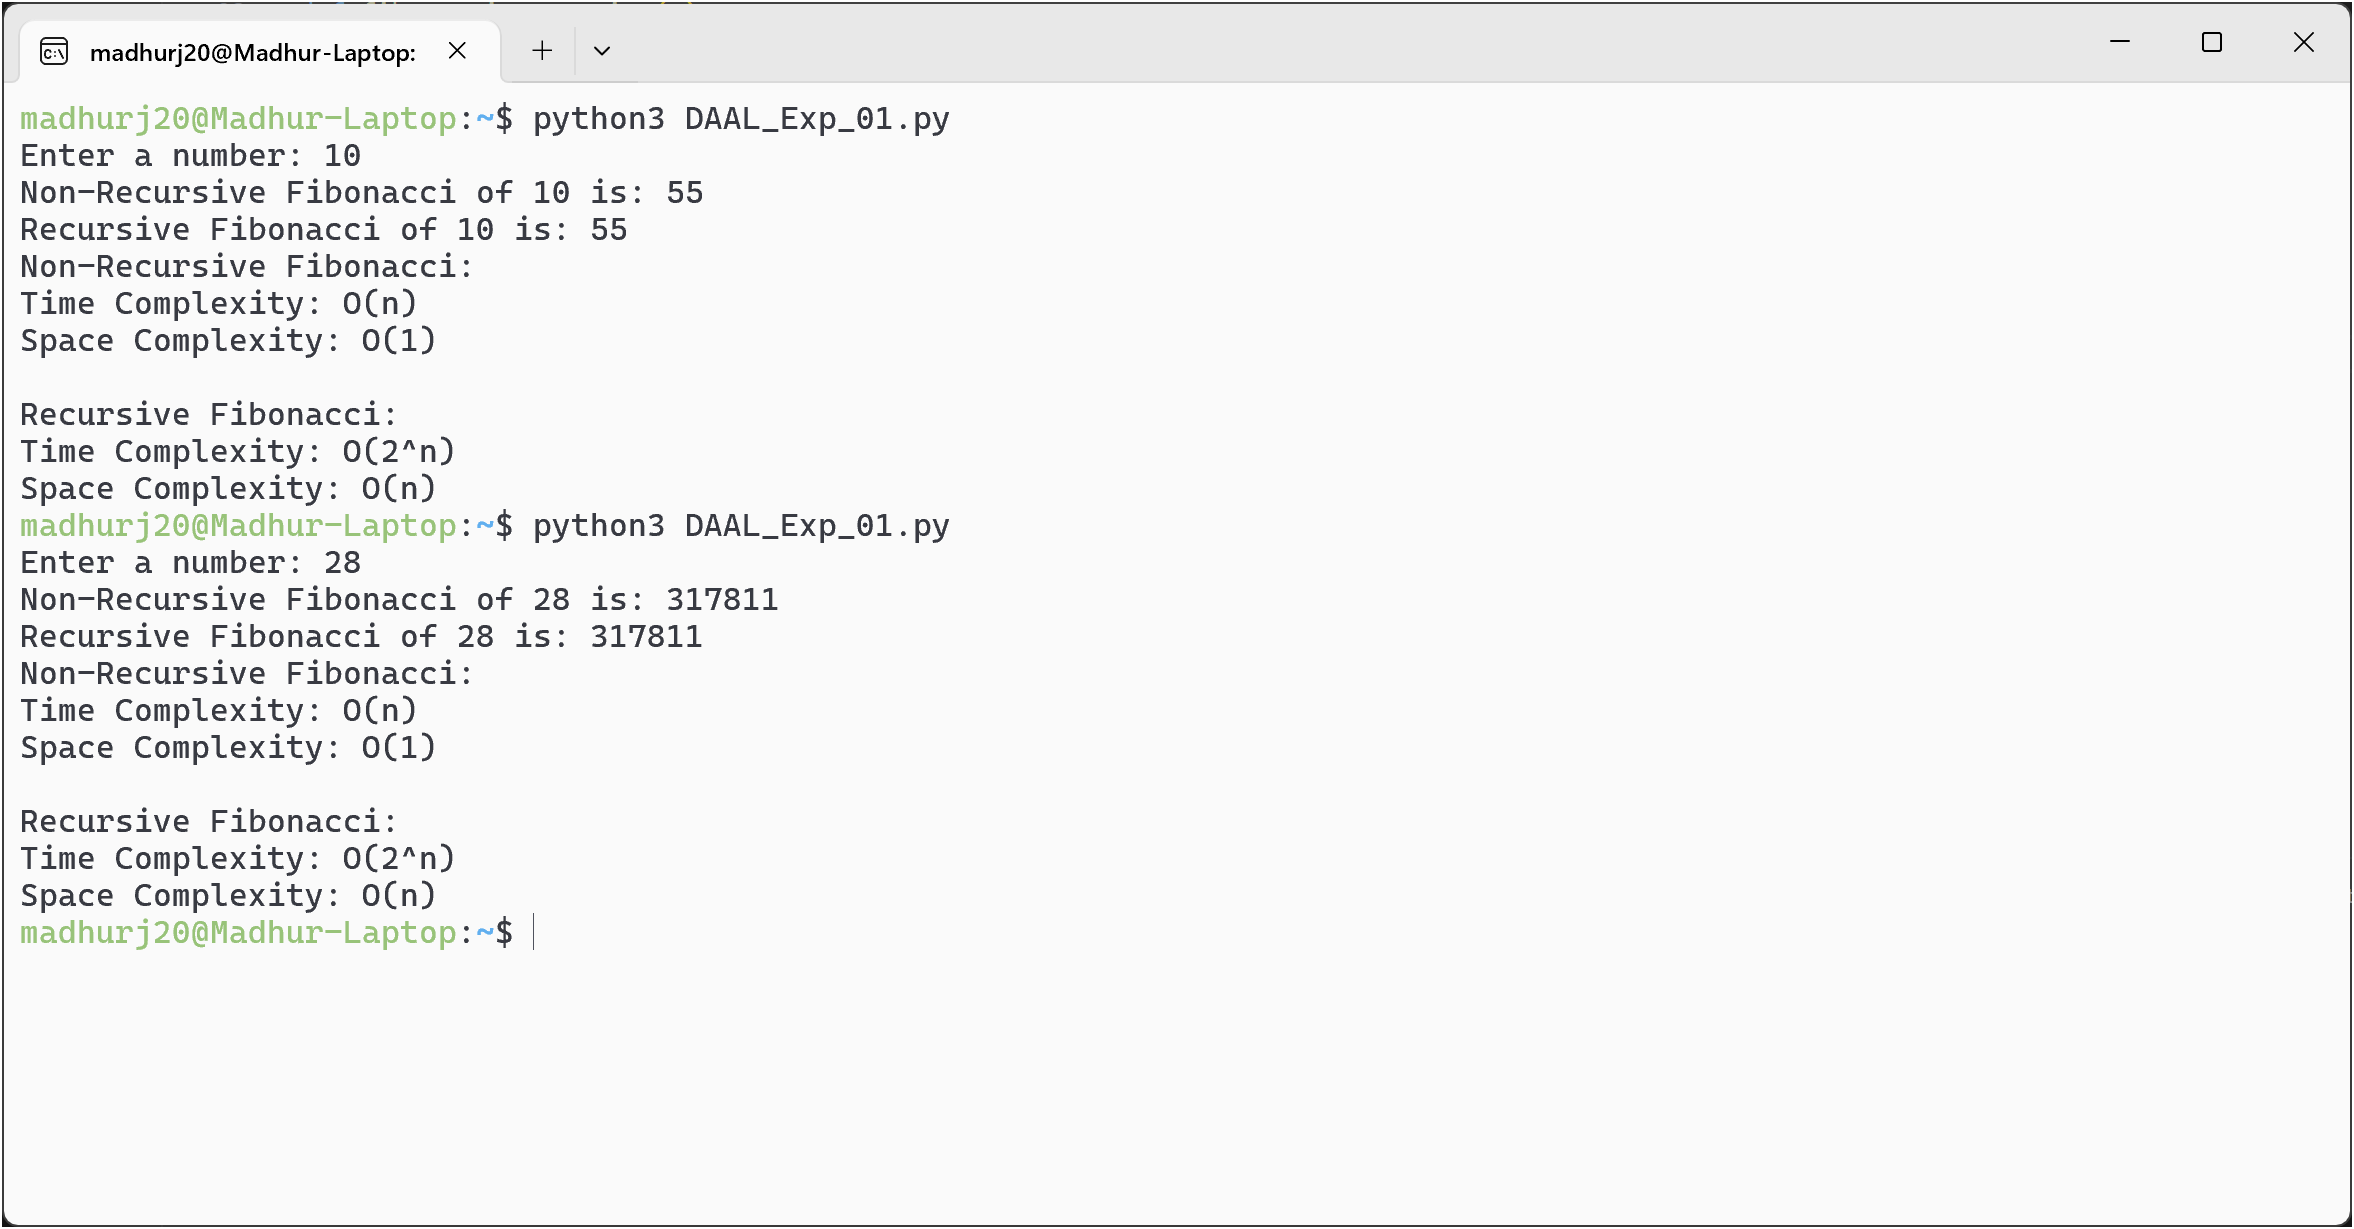 madhurj20@Madhur-Laptop:
madhurj20@Madhur-Laptop:~$ python3 DAAL_Exp_01.py
Enter a number: 10
Non-Recursive Fibonacci of 10 is: 55
Recursive Fibonacci of 10 is: 55
Non-Recursive Fibonacci:
Time Complexity: O(n)
Space Complexity: O(1)

Recursive Fibonacci:
Time Complexity: O(2^n)
Space Complexity: O(n)
madhurj20@Madhur-Laptop:~$ python3 DAAL_Exp_01.py
Enter a number: 28
Non-Recursive Fibonacci of 28 is: 317811
Recursive Fibonacci of 28 is: 317811
Non-Recursive Fibonacci:
Time Complexity: O(n)
Space Complexity: O(1)

Recursive Fibonacci:
Time Complexity: O(2^n)
Space Complexity: O(n)
madhurj20@Madhur-Laptop:~$